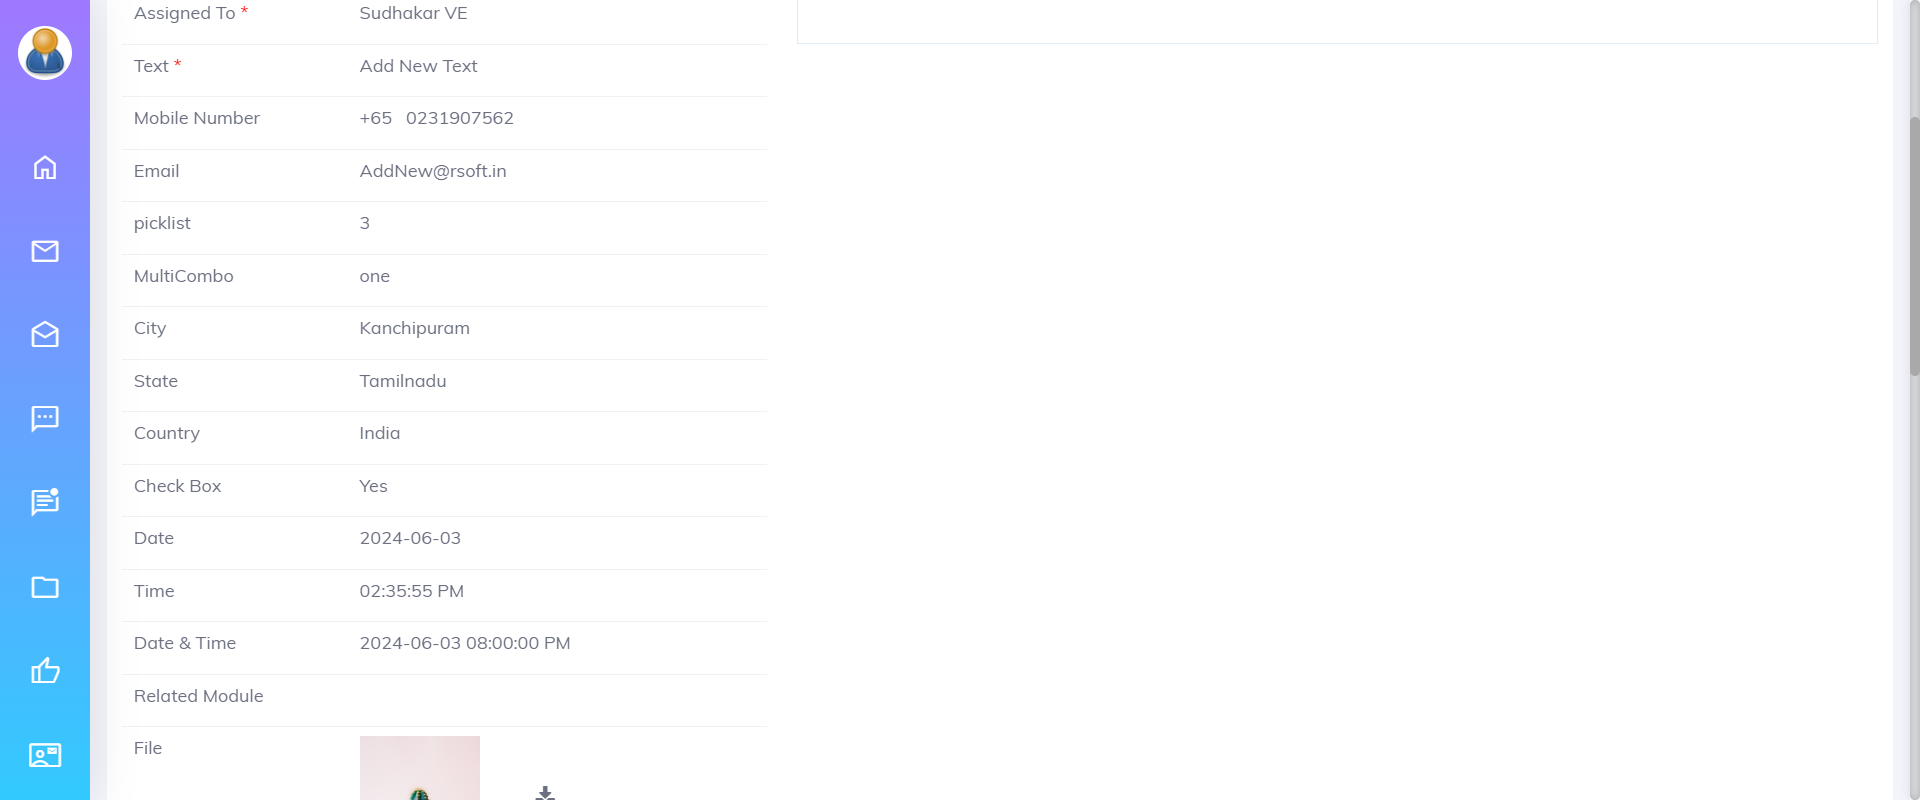 Assigned To * Sudhakar VE
Text * Add New Text
Mobile Number +65 0231907562
Email AddNew@rsoft.in
picklist 3
MultiCombo one
City Kanchipuram
State Tamilnadu
Country India
Check Box Yes
Date 2024-06-03
Time 02:35:55 PM
Date & Time 2024-06-03 08:00:00 PM
Related Module
File